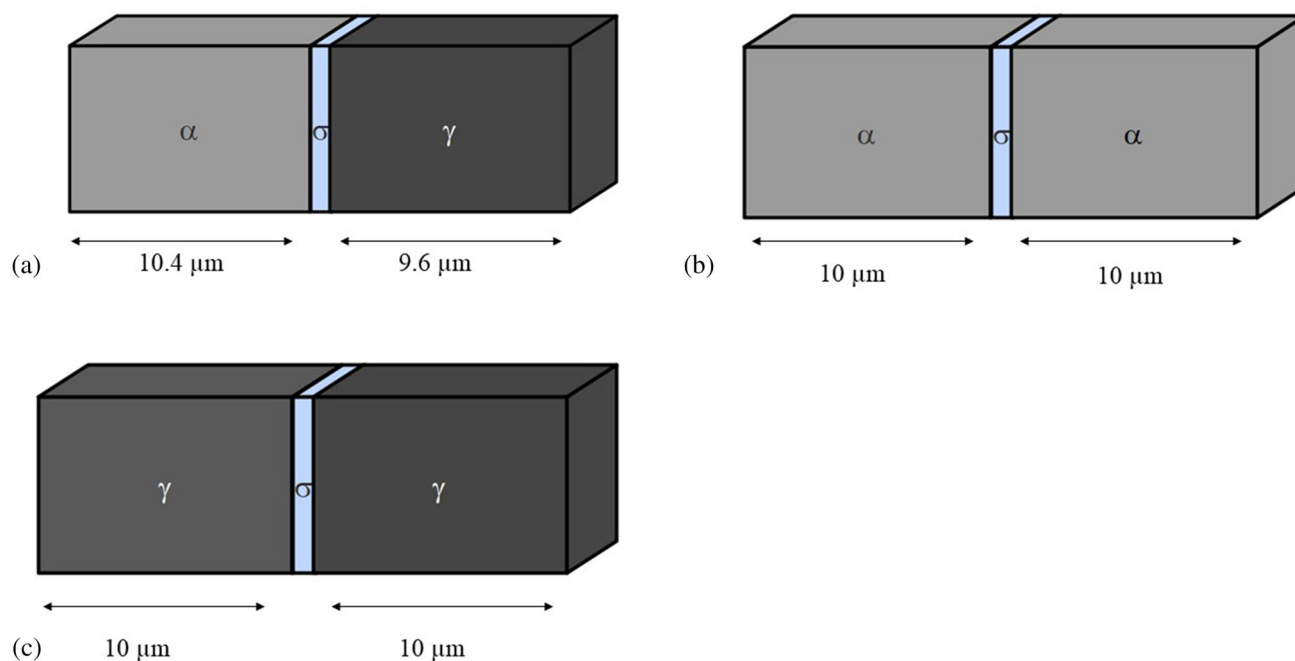 α σ γ
10.4 μm 9.6 μm
(a)
α σ α
10 μm 10 μm
(b)
γ σ γ
10 μm 10 μm
(c)